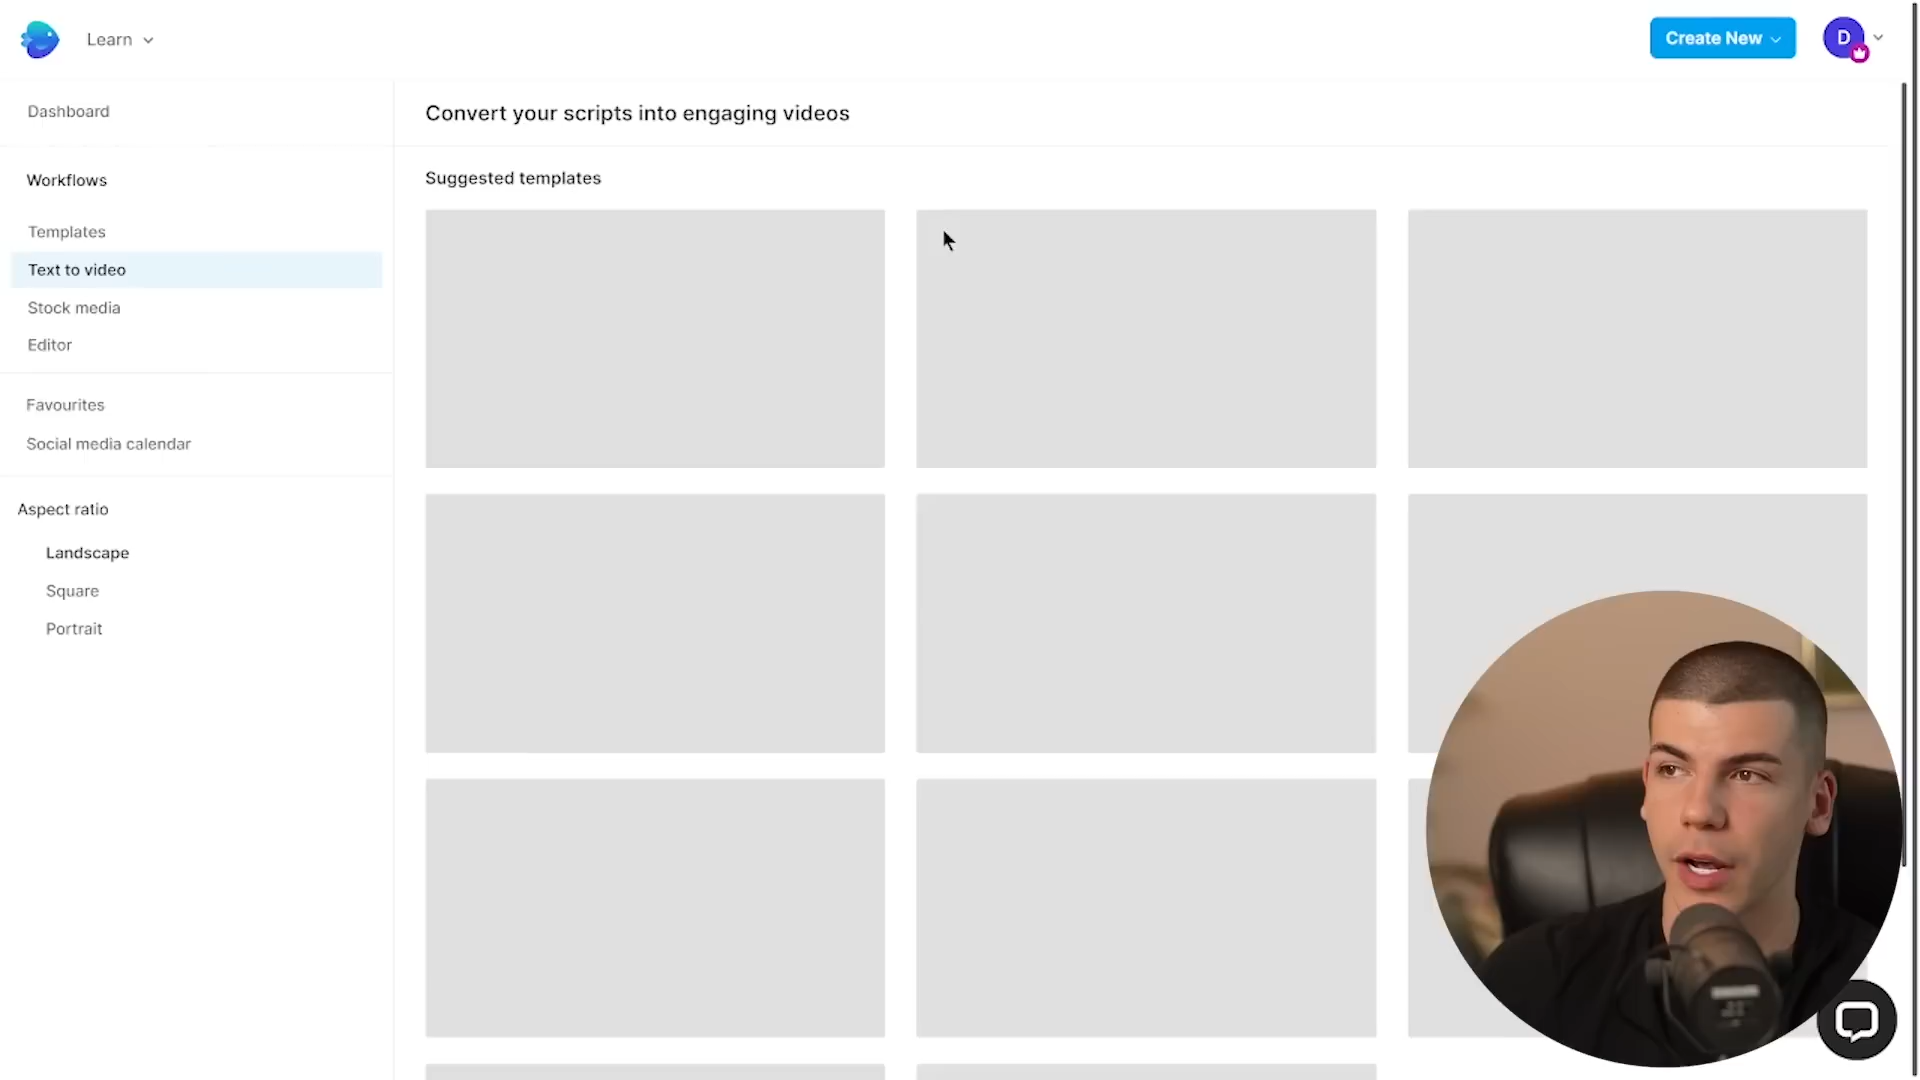 Learn
Create New
D
Dashboard
Convert your scripts into engaging videos
Workflows
Suggested templates
Templates
Text to video
Stock media
Editor
Favourites
Social media calendar
Aspect ratio
Landscape
Square
Portrait